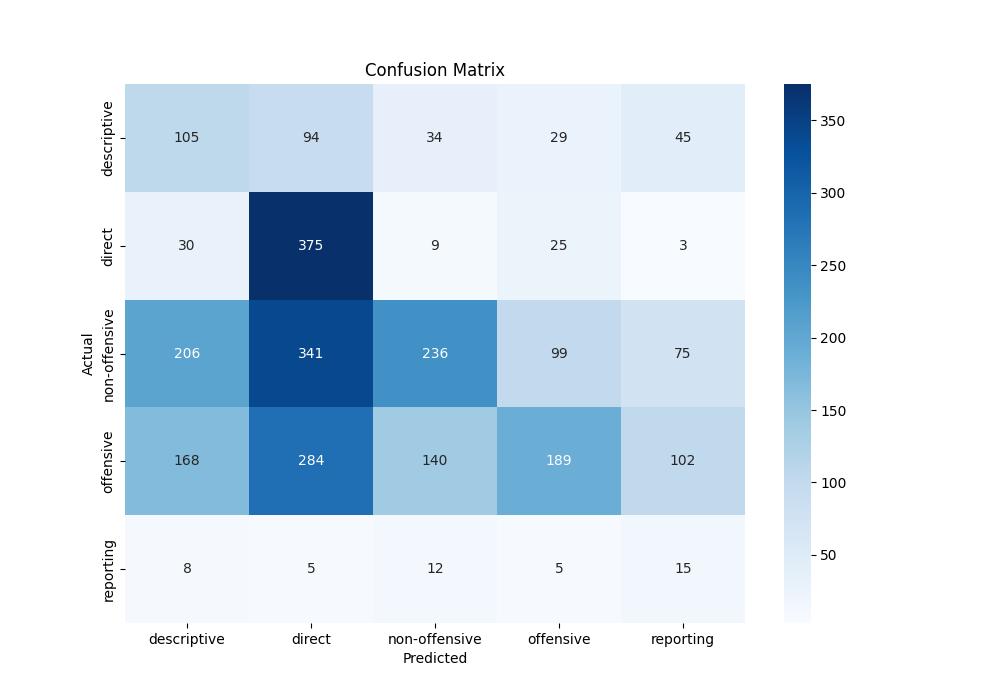 Confusion Matrix
Actual
descriptive 105 94 34 29 45
direct 30 375 9 25 3
non-offensive 206 341 236 99 75
offensive 168 284 140 189 102
reporting 8 5 12 5 15
descriptive direct non-offensive offensive reporting
Predicted
350
300
250
200
150
100
50